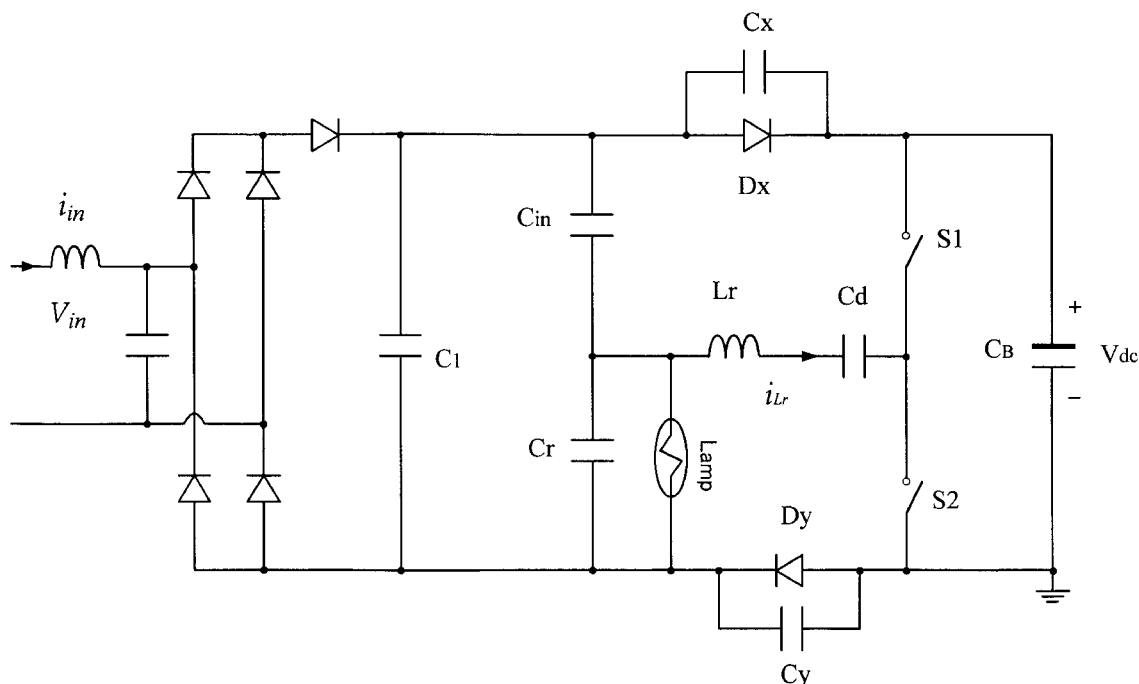 Cx
Dx
i_in
Cin
S1
V_in
Lr
Cd
C1
CB
+
Vdc
−
i_Lr
Cr
Lamp
S2
Dy
Cy